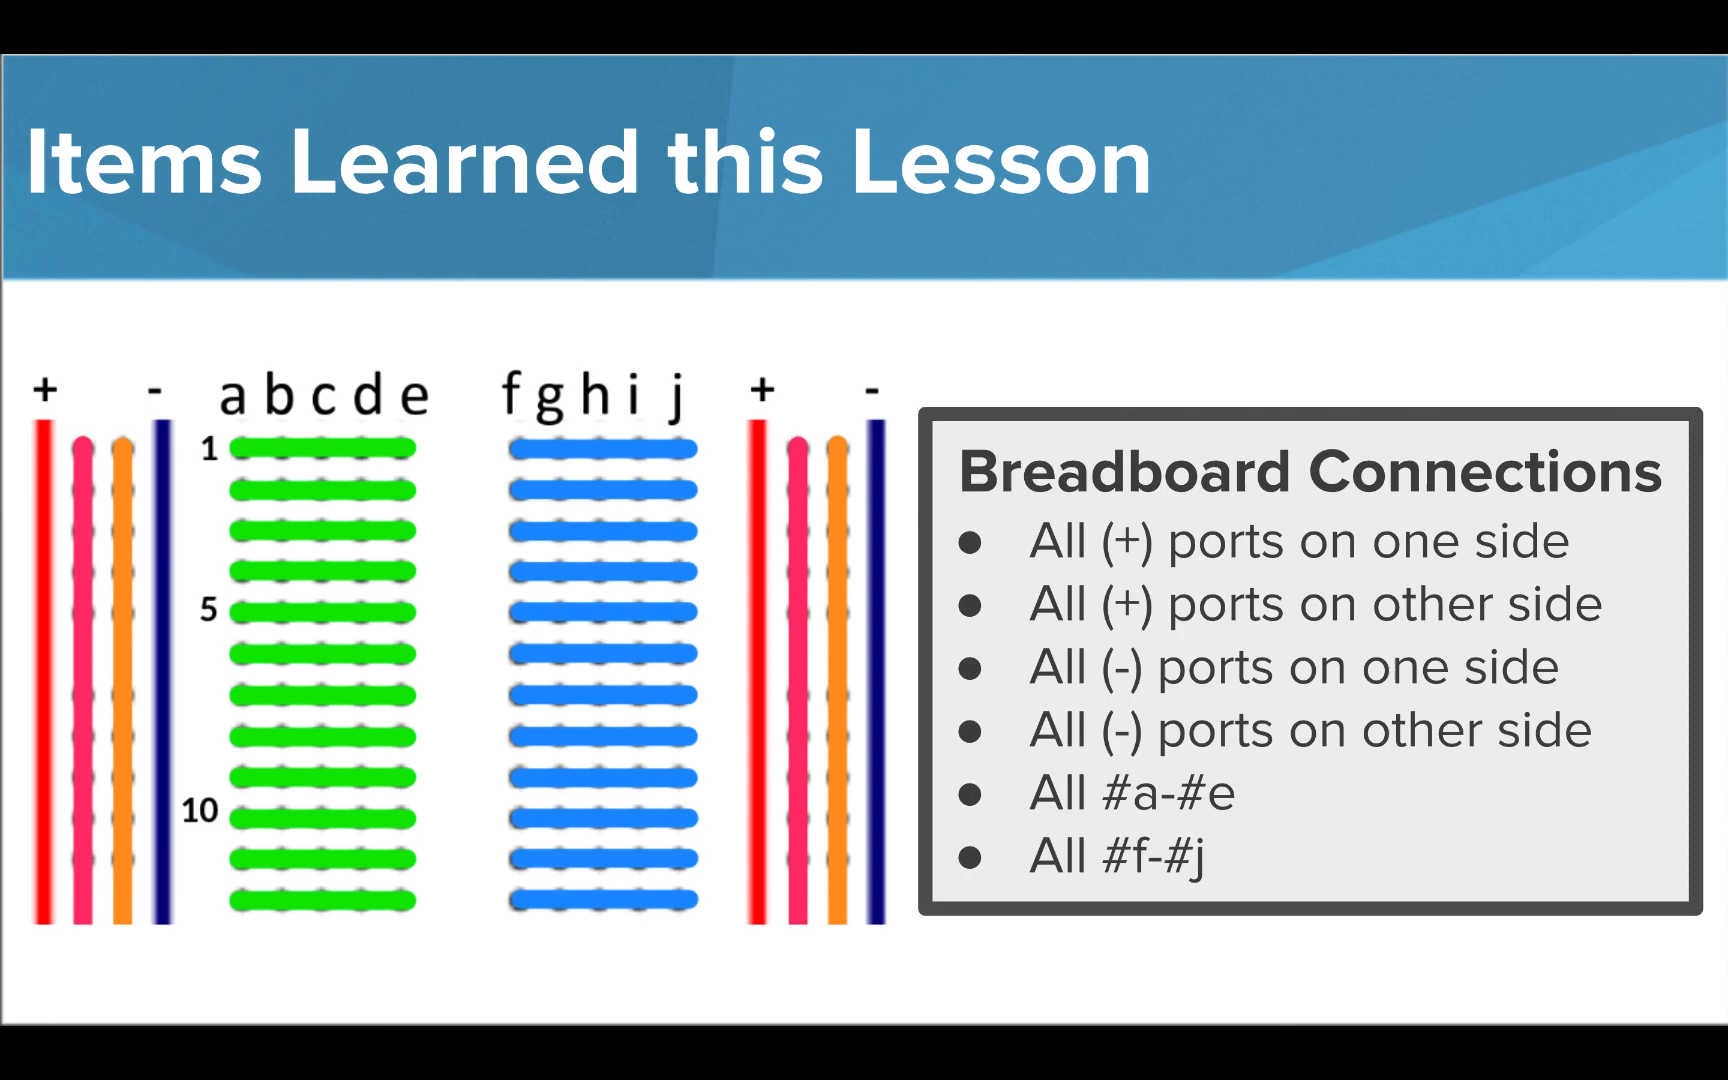 Items Learned this Lesson
+ - a b c d e f g h i j + -
1
5
10
Breadboard Connections
● All (+) ports on one side
● All (+) ports on other side
● All (-) ports on one side
● All (-) ports on other side
● All #a-#e
● All #f-#j